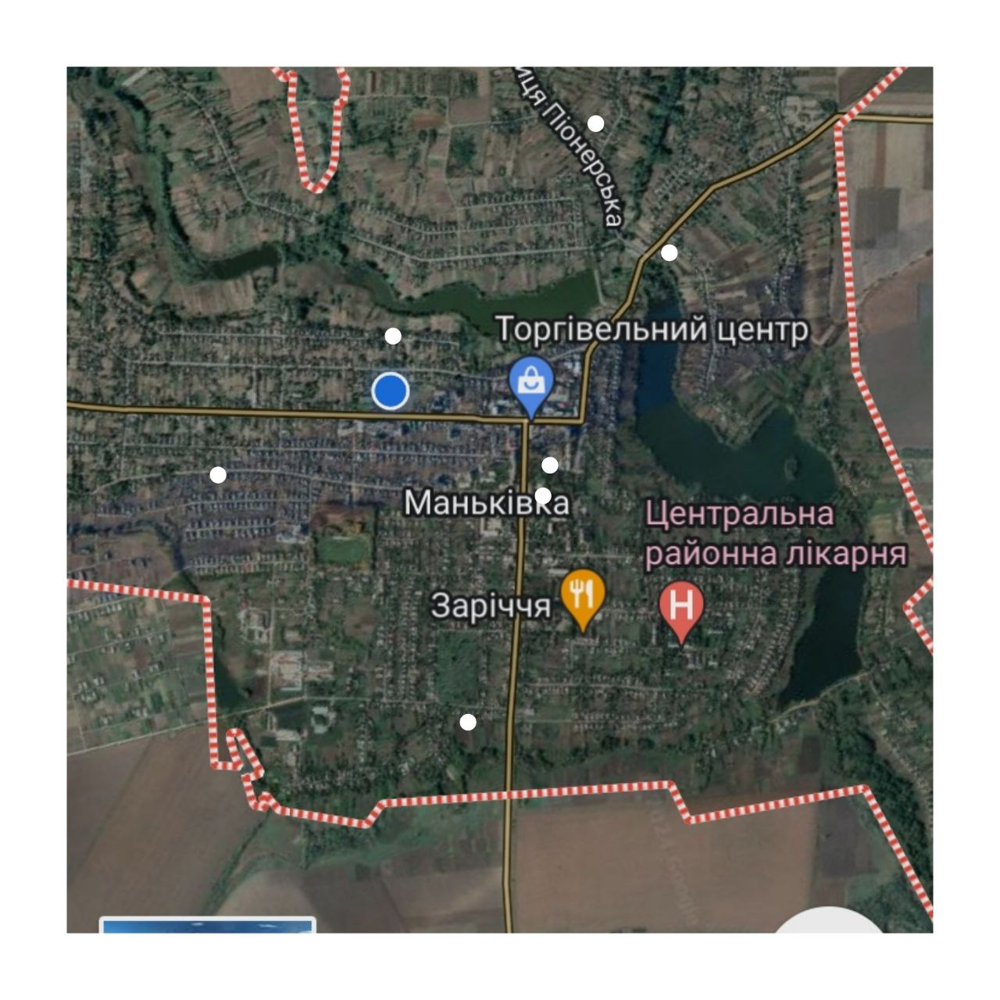 иця Піонерська
Торгівельний центр
Маньківка
Центральна
районна лікарня
Заріччя
H